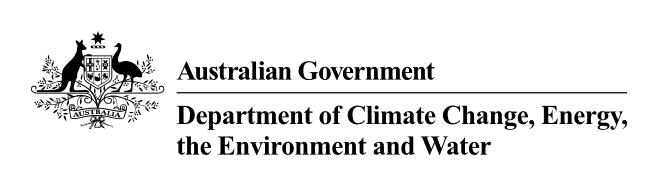 AUSTRALIA
Australian Government
Department of Climate Change, Energy,
the Environment and Water